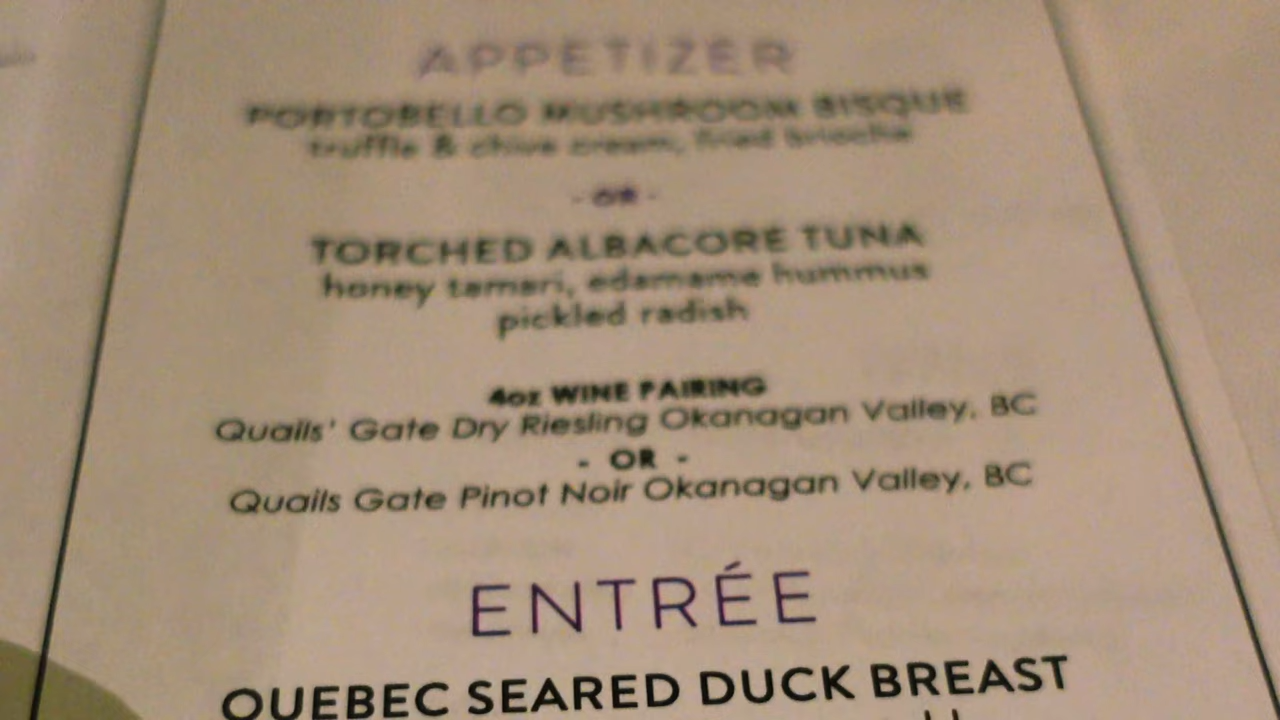 APPETIZER
PORTOBELLO MUSHROOM BISQUE
truffle & chive cream, fried brioche
- OR -
TORCHED ALBACORE TUNA
honey tamari, edamame hummus
pickled radish
4oz WINE PAIRING
Quails' Gate Dry Riesling Okanagan Valley, BC
- OR -
Quails Gate Pinot Noir Okanagan Valley, BC
ENTRÉE
QUEBEC SEARED DUCK BREAST